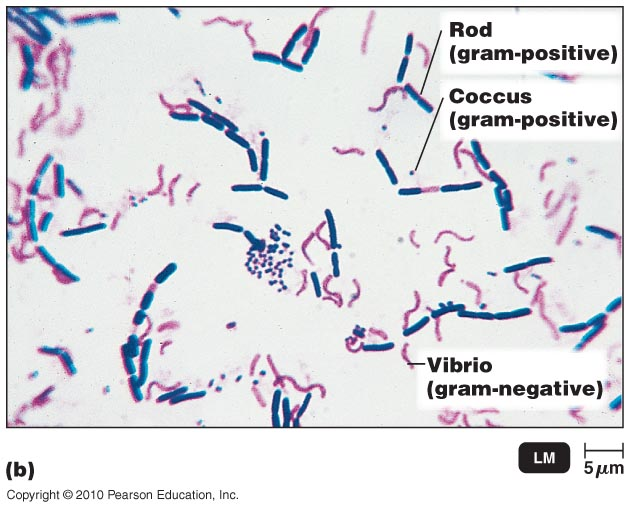 Rod
(gram-positive)
Coccus
(gram-positive)
Vibrio
(gram-negative)
(b)
LM
5 µm
Copyright © 2010 Pearson Education, Inc.